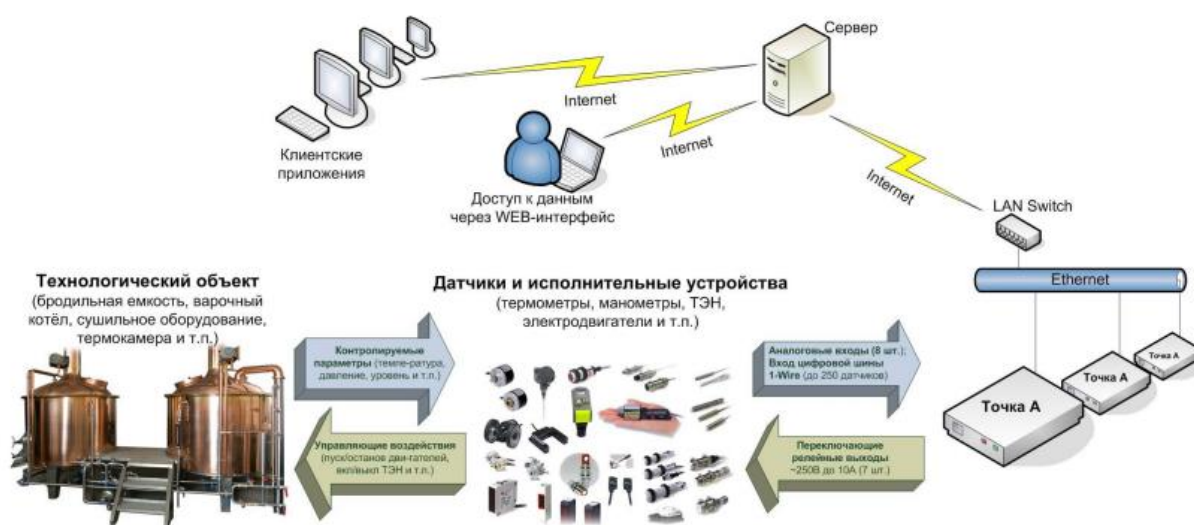 Сервер
Internet
Internet
Internet
Клиентские
приложения
Доступ к данным
через WEB-интерфейс
LAN Switch
Ethernet
Технологический объект
(бродильная емкость, варочный
котёл, сушильное оборудование,
термокамера и т.п.)
Датчики и исполнительные устройства
(термометры, манометры, ТЭН,
электродвигатели и т.п.)
Контролируемые
параметры (темпе-ратура,
давление, уровень и т.п.)
Управляющие воздействия
(пуск/останов дви-гателей,
вкл/выкл ТЭН и т.п.)
Аналоговые входы (8 шт.);
Вход цифровой шины
1-Wire (до 250 датчиков)
Переключающие
релейные выходы
~250В до 10А (7 шт.)
Точка А
Точка А
Точка А